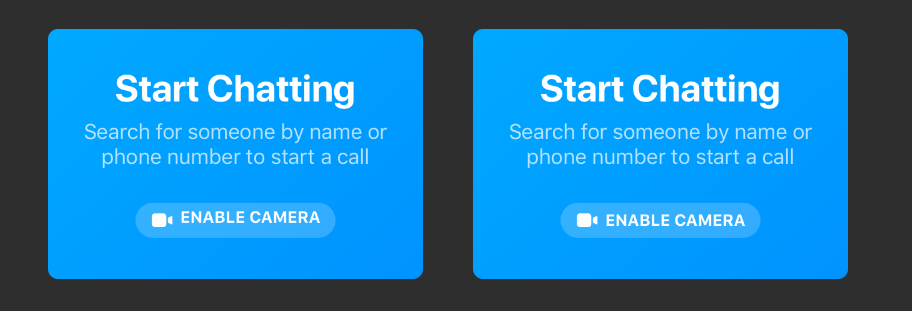 Start Chatting
Search for someone by name or
phone number to start a call
ENABLE CAMERA
Start Chatting
Search for someone by name or
phone number to start a call
ENABLE CAMERA